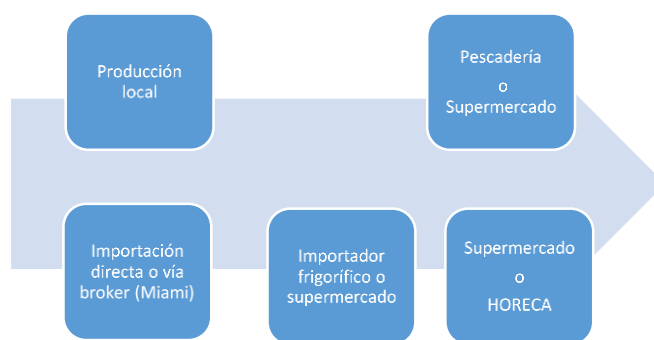 Producción
local
Pescadería
o
Supermercado
Importación
directa o vía
broker (Miami)
Importador
frigorífico o
supermercado
Supermercado
o
HORECA